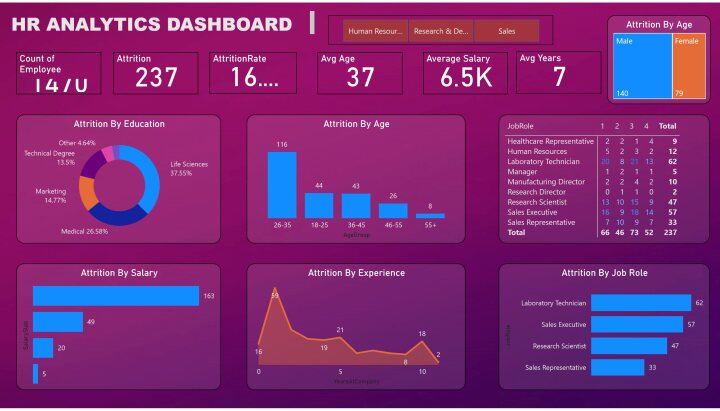 HR ANALYTICS DASHBOARD
Human Resour...
Research & De...
Sales
Attrition By Age
Male
Female
140
79
Count of
Employee
1470
Attrition
237
AttritionRate
16....
Avg Age
37
Average Salary
6.5K
Avg Years
7
Attrition By Education
Other 4.64%
Technical Degree
13.5%
Life Sciences
37.55%
Marketing
14.77%
Medical 26.58%
Attrition By Age
116
44
43
26
8
26-35 18-25 36-45 46-55 55+
AgeGroup
JobRole 1 2 3 4 Total
Healthcare Representative 2 2 1 4 9
Human Resources 5 2 3 2 12
Laboratory Technician 20 8 21 13 62
Manager 1 2 1 1 5
Manufacturing Director 2 2 4 2 10
Research Director 0 1 1 0 2
Research Scientist 13 10 15 9 47
Sales Executive 16 9 18 14 57
Sales Representative 7 10 9 7 33
Total 66 46 73 52 237
Attrition By Salary
163
49
20
5
SalarySlab
Attrition By Experience
59
16
19
21
8
18
2
0 5 10
YearsAtCompany
Attrition By Job Role
Laboratory Technician 62
Sales Executive 57
Research Scientist 47
Sales Representative 33
JobRole